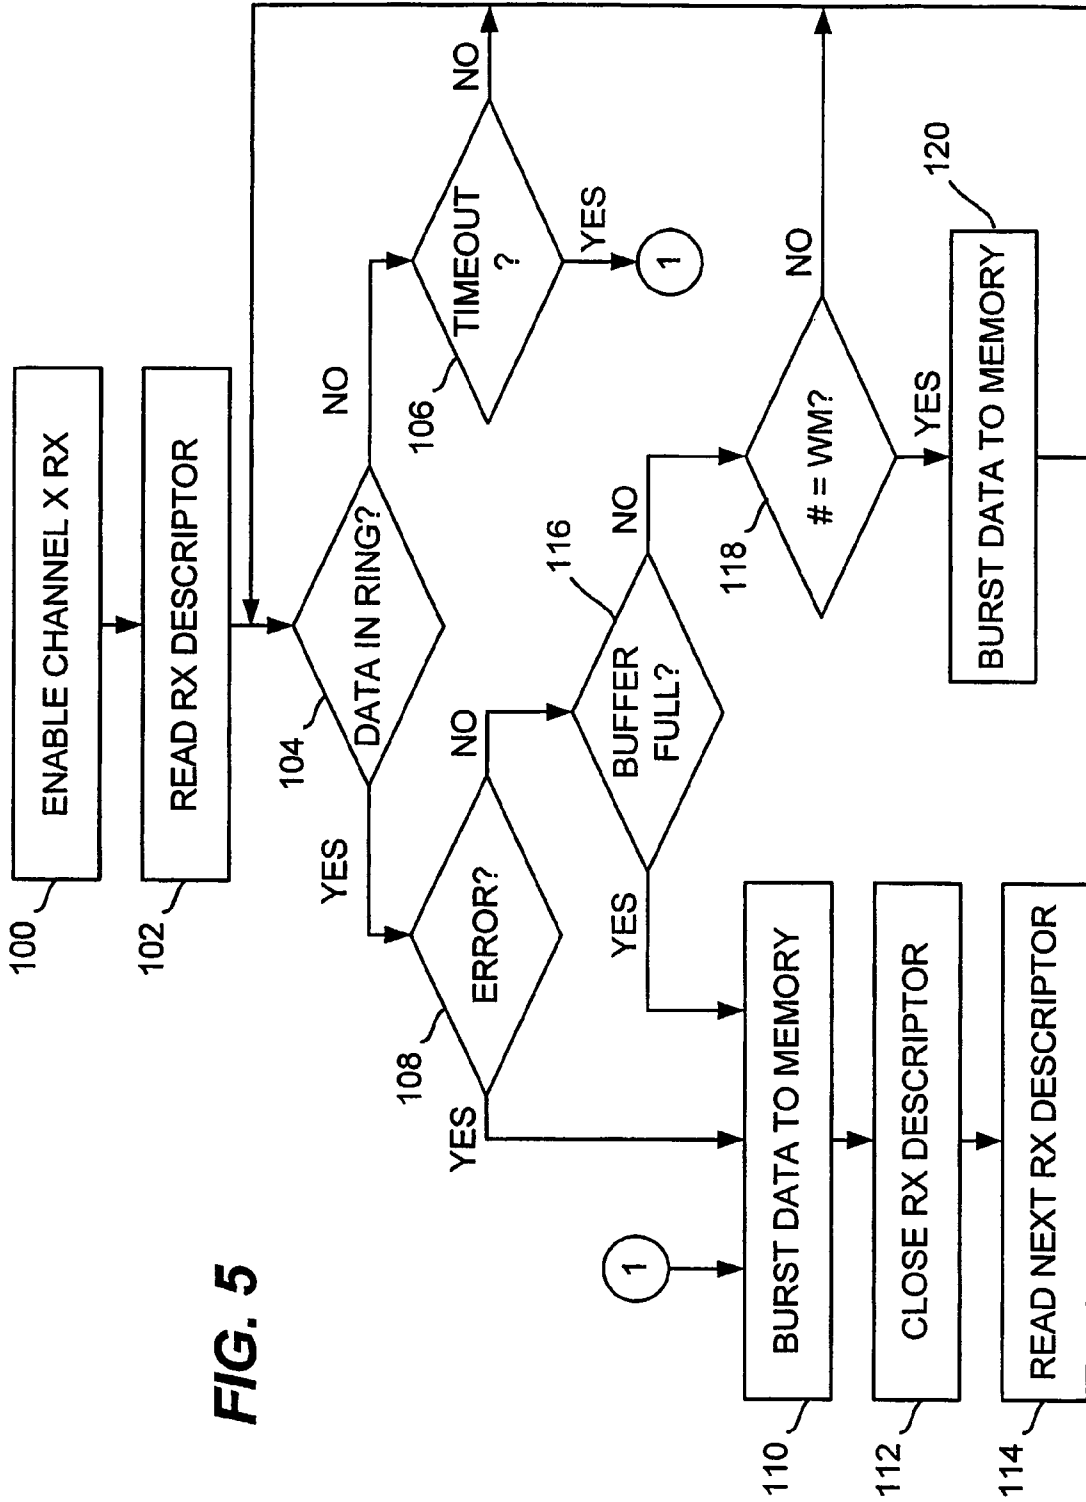 FIG. 5
100
ENABLE CHANNEL X RX
102
READ RX DESCRIPTOR
104
DATA IN RING?
YES
NO
106
TIMEOUT
?
NO
YES
1
108
ERROR?
YES
NO
116
BUFFER
FULL?
YES
NO
118
# = WM?
NO
YES
120
BURST DATA TO MEMORY
1
110
BURST DATA TO MEMORY
112
CLOSE RX DESCRIPTOR
114
READ NEXT RX DESCRIPTOR